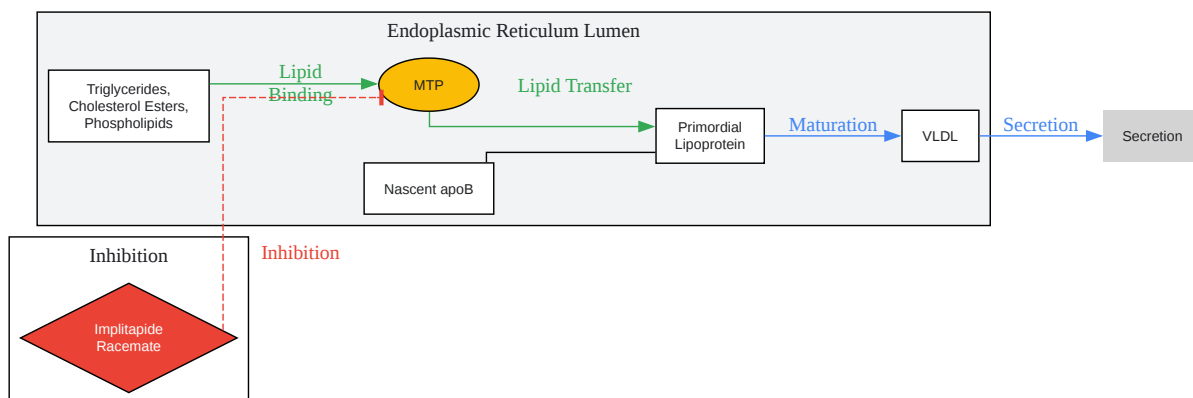 Endoplasmic Reticulum Lumen
Triglycerides,
Cholesterol Esters,
Phospholipids
Lipid
Binding
MTP
Lipid Transfer
Primordial
Lipoprotein
Maturation
VLDL
Secretion
Secretion
Nascent apoB
Inhibition
Inhibition
Implitapide
Racemate